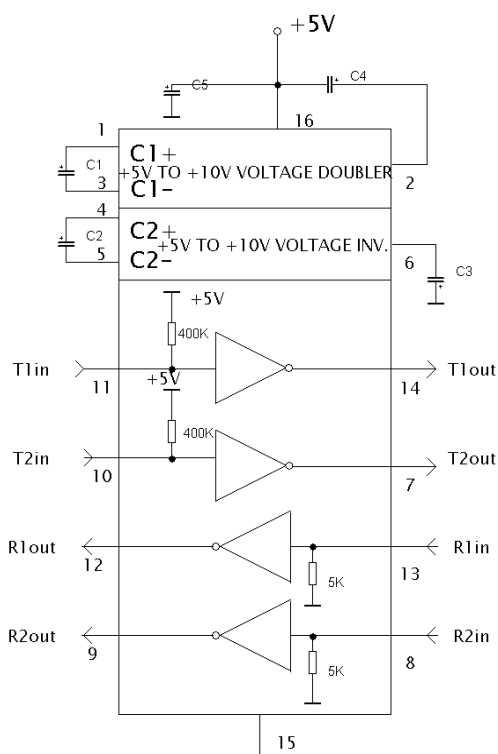 +5V
C5
C4
16
1
C1+
C1
+5V TO +10V VOLTAGE DOUBLER
3
C1-
2
4
C2+
C2
+5V TO +10V VOLTAGE INV.
5
C2-
6
C3
+5V
400K
T1in
11
14
T1out
+5V
400K
T2in
10
7
T2out
R1out
12
13
R1in
5K
R2out
9
8
R2in
5K
15